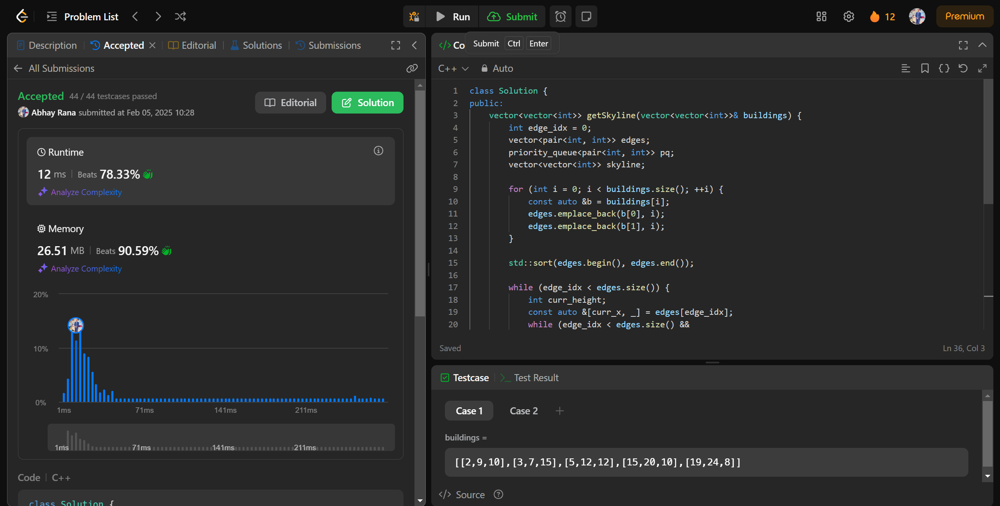 Problem List
Run
Submit
12
Premium
Description
Accepted
Editorial
Solutions
Submissions
All Submissions
Accepted 44 / 44 testcases passed
Abhay Rana submitted at Feb 05, 2025 10:28
Editorial
Solution
Runtime
12 ms Beats 78.33%
Analyze Complexity
Memory
26.51 MB Beats 90.59%
Analyze Complexity
20%
10%
0%
1ms 71ms 141ms 211ms
1ms 71ms 141ms 211ms
Code C++
class Solution {
</> Co
Submit Ctrl Enter
C++ Auto
1 class Solution {
2 public:
3 vector<vector<int>> getSkyline(vector<vector<int>>& buildings) {
4 int edge_idx = 0;
5 vector<pair<int, int>> edges;
6 priority_queue<pair<int, int>> pq;
7 vector<vector<int>> skyline;
8
9 for (int i = 0; i < buildings.size(); ++i) {
10 const auto &b = buildings[i];
11 edges.emplace_back(b[0], i);
12 edges.emplace_back(b[1], i);
13 }
14
15 std::sort(edges.begin(), edges.end());
16
17 while (edge_idx < edges.size()) {
18 int curr_height;
19 const auto &[curr_x, _] = edges[edge_idx];
20 while (edge_idx < edges.size() &&
Saved
Ln 36, Col 3
Testcase
Test Result
Case 1
Case 2
+
buildings =
[[2,9,10],[3,7,15],[5,12,12],[15,20,10],[19,24,8]]
</> Source ?